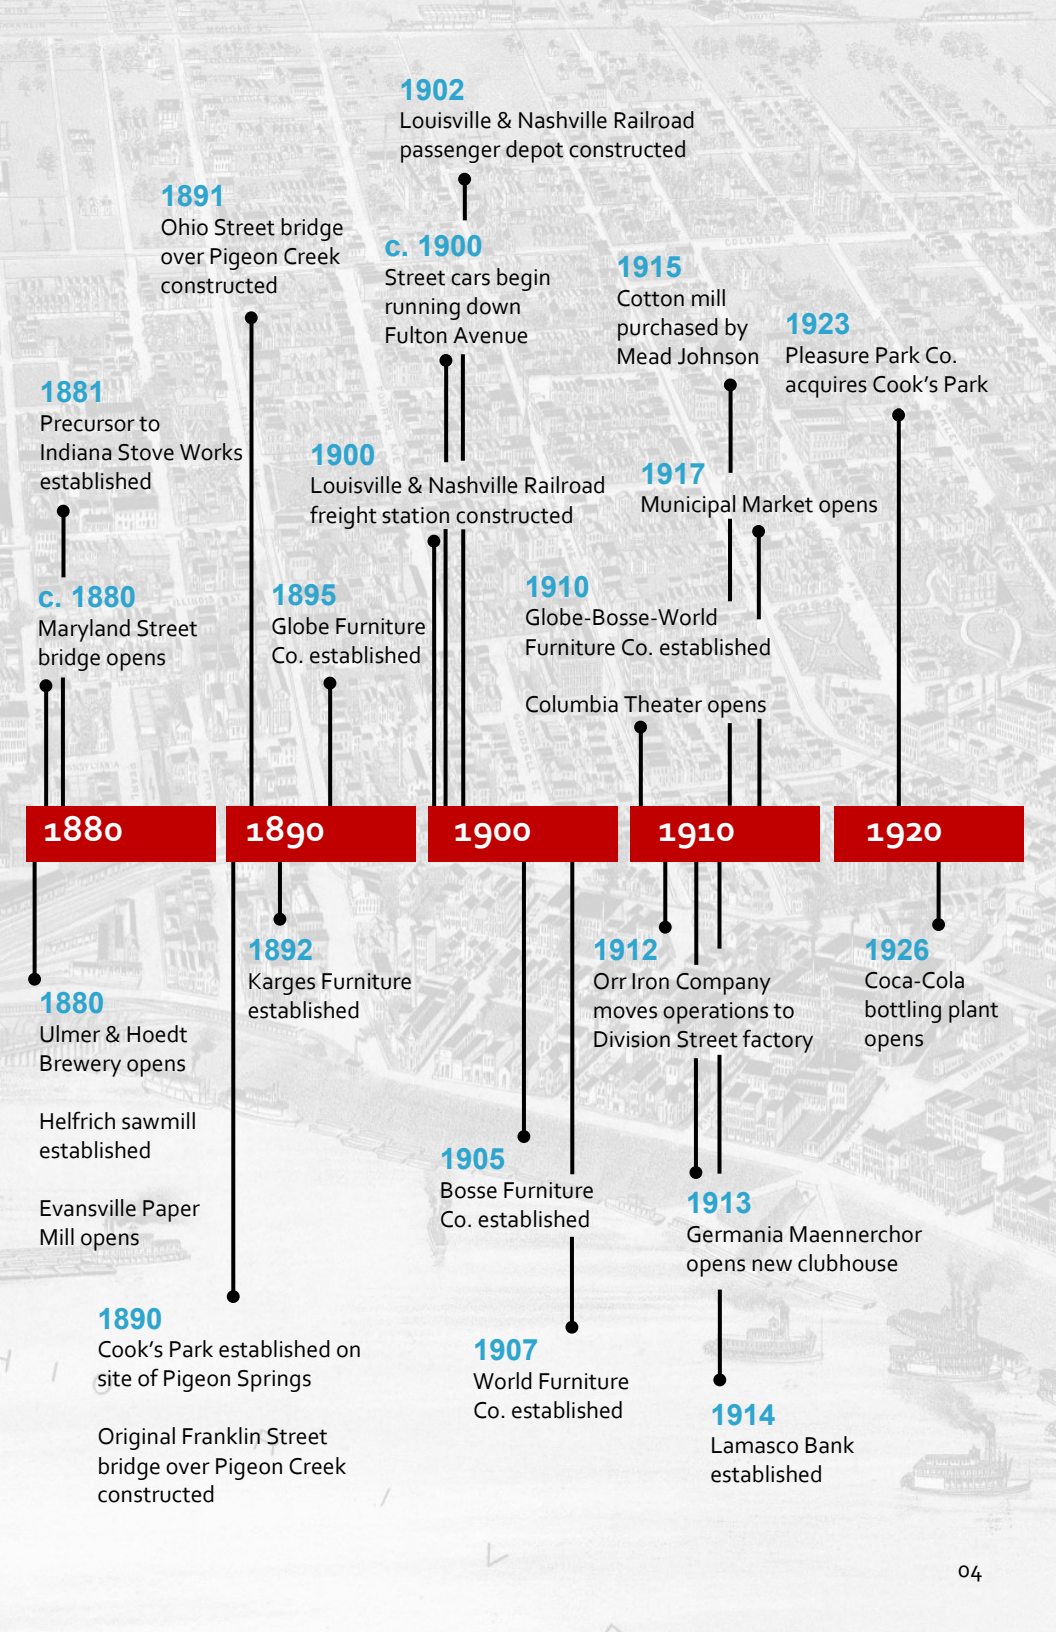 1902
Louisville & Nashville Railroad
passenger depot constructed
1891
Ohio Street bridge
over Pigeon Creek
constructed
c. 1900
Street cars begin
running down
Fulton Avenue
1915
Cotton mill
purchased by
Mead Johnson
1923
Pleasure Park Co.
acquires Cook’s Park
1881
Precursor to
Indiana Stove Works
established
1900
Louisville & Nashville Railroad
freight station constructed
1917
Municipal Market opens
c. 1880
Maryland Street
bridge opens
1895
Globe Furniture
Co. established
1910
Globe-Bosse-World
Furniture Co. established
Columbia Theater opens
1880
1890
1900
1910
1920
1880
Ulmer & Hoedt
Brewery opens
Helfrich sawmill
established
Evansville Paper
Mill opens
1892
Karges Furniture
established
1912
Orr Iron Company
moves operations to
Division Street factory
1926
Coca-Cola
bottling plant
opens
1905
Bosse Furniture
Co. established
1913
Germania Maennerchor
opens new clubhouse
1890
Cook’s Park established on
site of Pigeon Springs
Original Franklin Street
bridge over Pigeon Creek
constructed
1907
World Furniture
Co. established
1914
Lamasco Bank
established
04
COLUMBIA